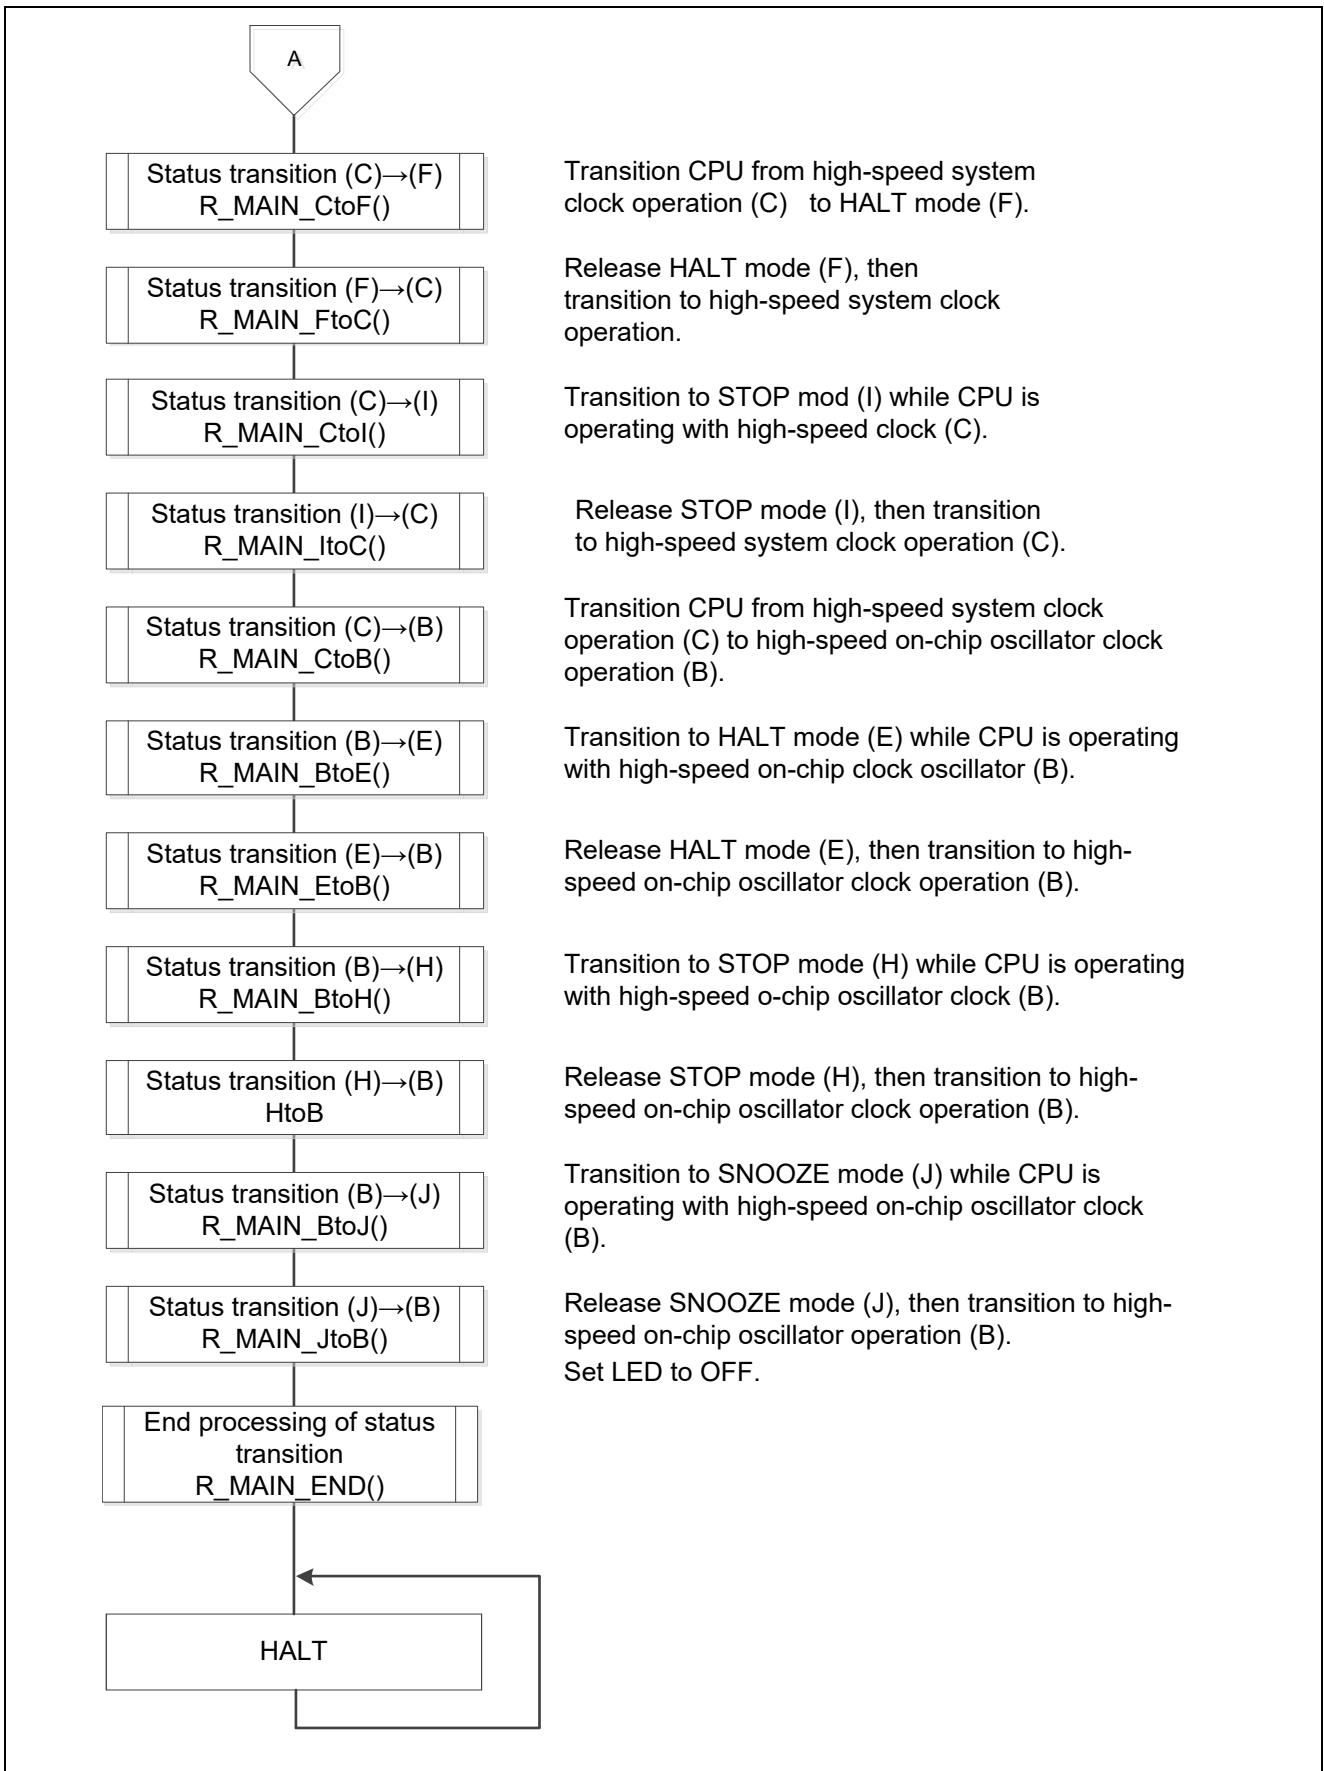 A
Status transition (C)→(F)
R_MAIN_CtoF()
Transition CPU from high-speed system
clock operation (C) to HALT mode (F).
Status transition (F)→(C)
R_MAIN_FtoC()
Release HALT mode (F), then
transition to high-speed system clock
operation.
Status transition (C)→(I)
R_MAIN_CtoI()
Transition to STOP mod (I) while CPU is
operating with high-speed clock (C).
Status transition (I)→(C)
R_MAIN_ItoC()
Release STOP mode (I), then transition
to high-speed system clock operation (C).
Status transition (C)→(B)
R_MAIN_CtoB()
Transition CPU from high-speed system clock
operation (C) to high-speed on-chip oscillator clock
operation (B).
Status transition (B)→(E)
R_MAIN_BtoE()
Transition to HALT mode (E) while CPU is operating
with high-speed on-chip clock oscillator (B).
Status transition (E)→(B)
R_MAIN_EtoB()
Release HALT mode (E), then transition to high-
speed on-chip oscillator clock operation (B).
Status transition (B)→(H)
R_MAIN_BtoH()
Transition to STOP mode (H) while CPU is operating
with high-speed o-chip oscillator clock (B).
Status transition (H)→(B)
HtoB
Release STOP mode (H), then transition to high-
speed on-chip oscillator clock operation (B).
Status transition (B)→(J)
R_MAIN_BtoJ()
Transition to SNOOZE mode (J) while CPU is
operating with high-speed on-chip oscillator clock
(B).
Status transition (J)→(B)
R_MAIN_JtoB()
Release SNOOZE mode (J), then transition to high-
speed on-chip oscillator operation (B).
Set LED to OFF.
End processing of status
transition
R_MAIN_END()
HALT